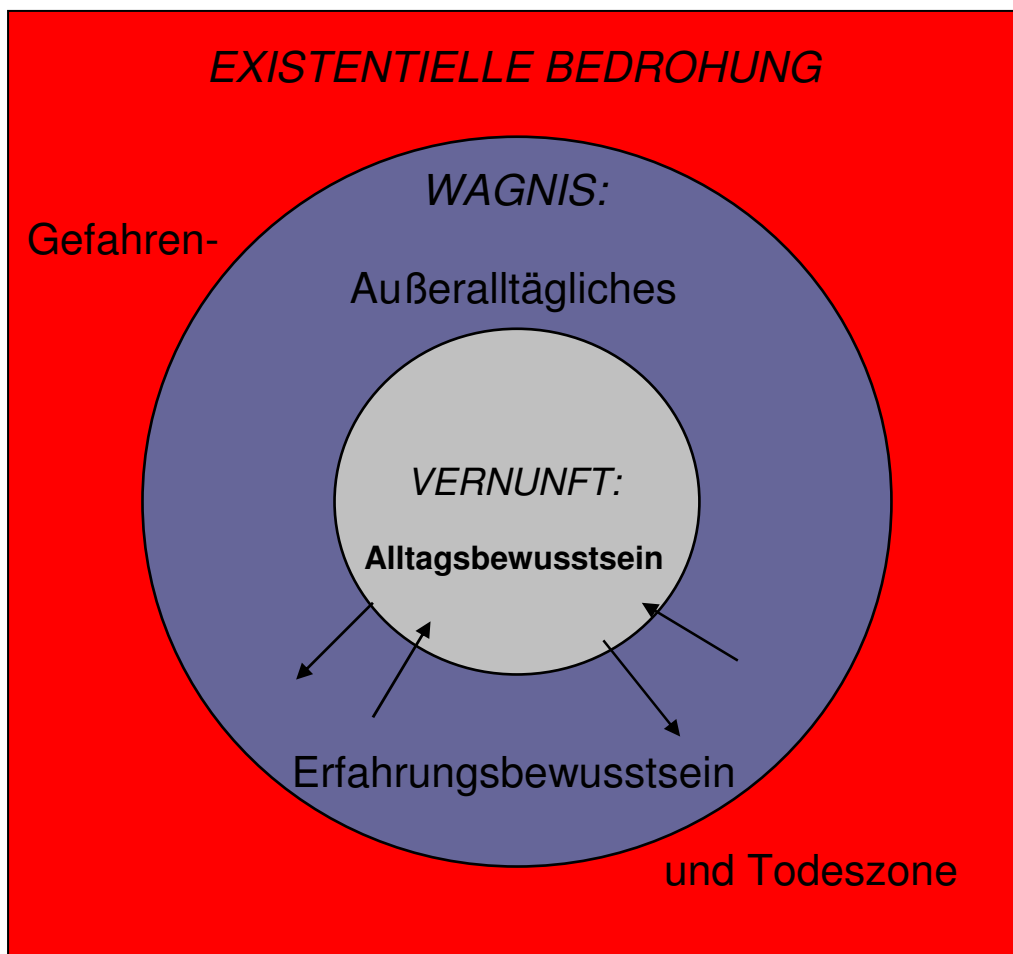 EXISTENTIELLE BEDROHUNG
WAGNIS:
Gefahren-
Außeralltägliches
VERNUNFT:
Alltagsbewusstsein
Erfahrungsbewusstsein
und Todeszone